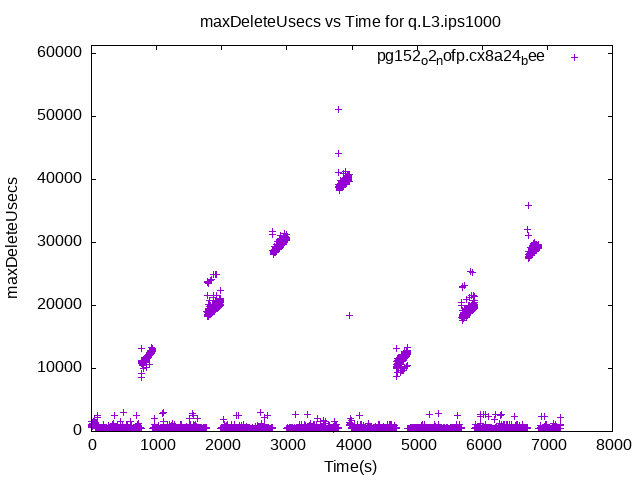 maxDeleteUsecs vs Time for q.L3.ips1000
pg152o2nofp.cx8a24bee
maxDeleteUsecs
60000
50000
40000
30000
20000
10000
0
0 1000 2000 3000 4000 5000 6000 7000 8000
Time(s)